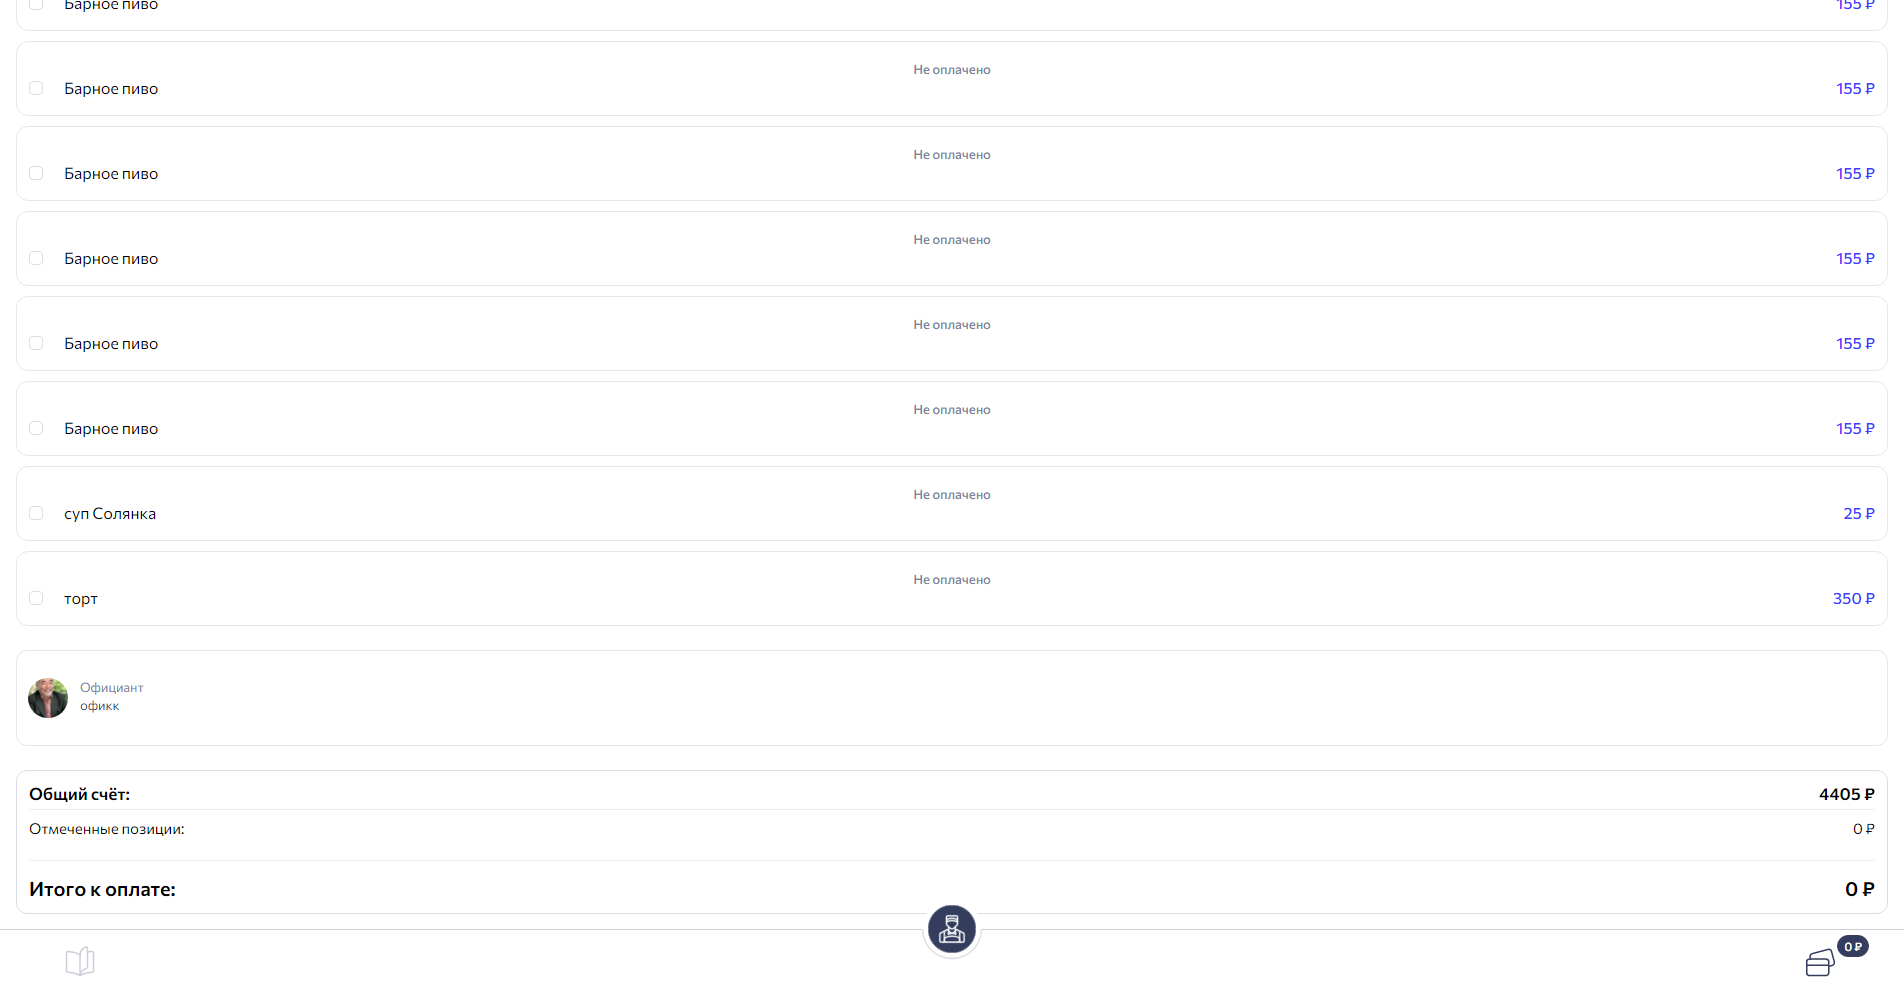 Барное пиво 155 ₽
Не оплачено
Барное пиво 155 ₽
Не оплачено
Барное пиво 155 ₽
Не оплачено
Барное пиво 155 ₽
Не оплачено
Барное пиво 155 ₽
Не оплачено
Барное пиво 155 ₽
Не оплачено
суп Солянка 25 ₽
Не оплачено
торт 350 ₽
Официант
офикк
Общий счёт: 4405 ₽
Отмеченные позиции: 0 ₽
Итого к оплате: 0 ₽
0 ₽